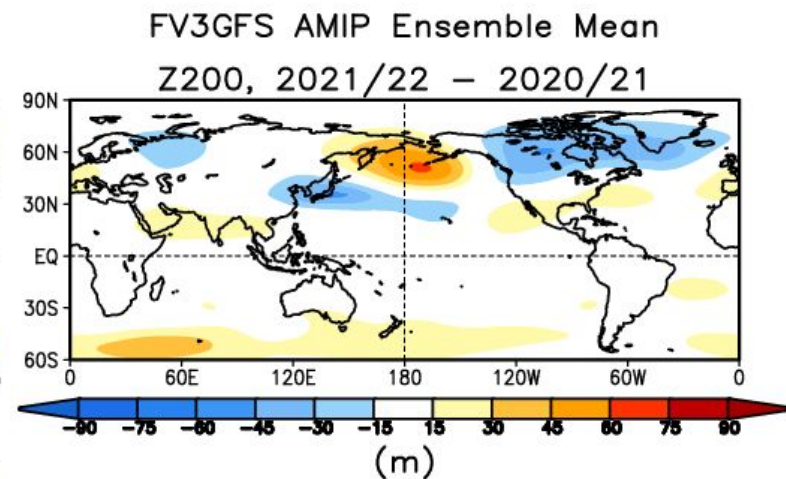 FV3GFS AMIP Ensemble Mean
Z200, 2021/22 – 2020/21
90N
60N
30N
EQ
30S
60S
0 60E 120E 180 120W 60W 0
-90 -75 -60 -45 -30 -15 15 30 45 60 75 90
(m)